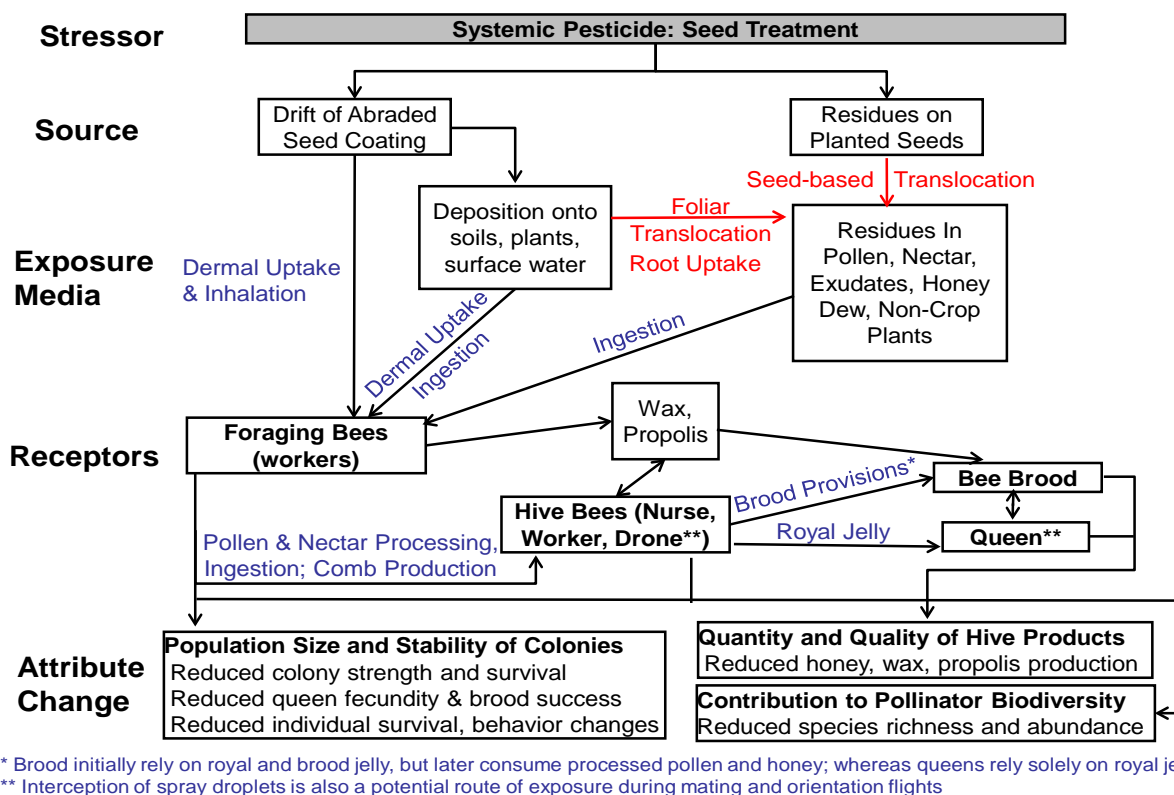 Stressor
Systemic Pesticide: Seed Treatment
Source
Drift of Abraded
Seed Coating
Residues on
Planted Seeds
Seed-based Translocation
Exposure
Media
Deposition onto
soils, plants,
surface water
Foliar
Translocation
Root Uptake
Residues In
Pollen, Nectar,
Exudates, Honey
Dew, Non-Crop
Plants
Dermal Uptake
& Inhalation
Dermal Uptake
Ingestion
Ingestion
Receptors
Foraging Bees
(workers)
Wax,
Propolis
Hive Bees (Nurse,
Worker, Drone**)
Brood Provisions*
Bee Brood
Royal Jelly
Queen**
Pollen & Nectar Processing,
Ingestion; Comb Production
Attribute
Change
Population Size and Stability of Colonies
Reduced colony strength and survival
Reduced queen fecundity & brood success
Reduced individual survival, behavior changes
Quantity and Quality of Hive Products
Reduced honey, wax, propolis production
Contribution to Pollinator Biodiversity
Reduced species richness and abundance
* Brood initially rely on royal and brood jelly, but later consume processed pollen and honey; whereas queens rely solely on royal
** Interception of spray droplets is also a potential route of exposure during mating and orientation flights